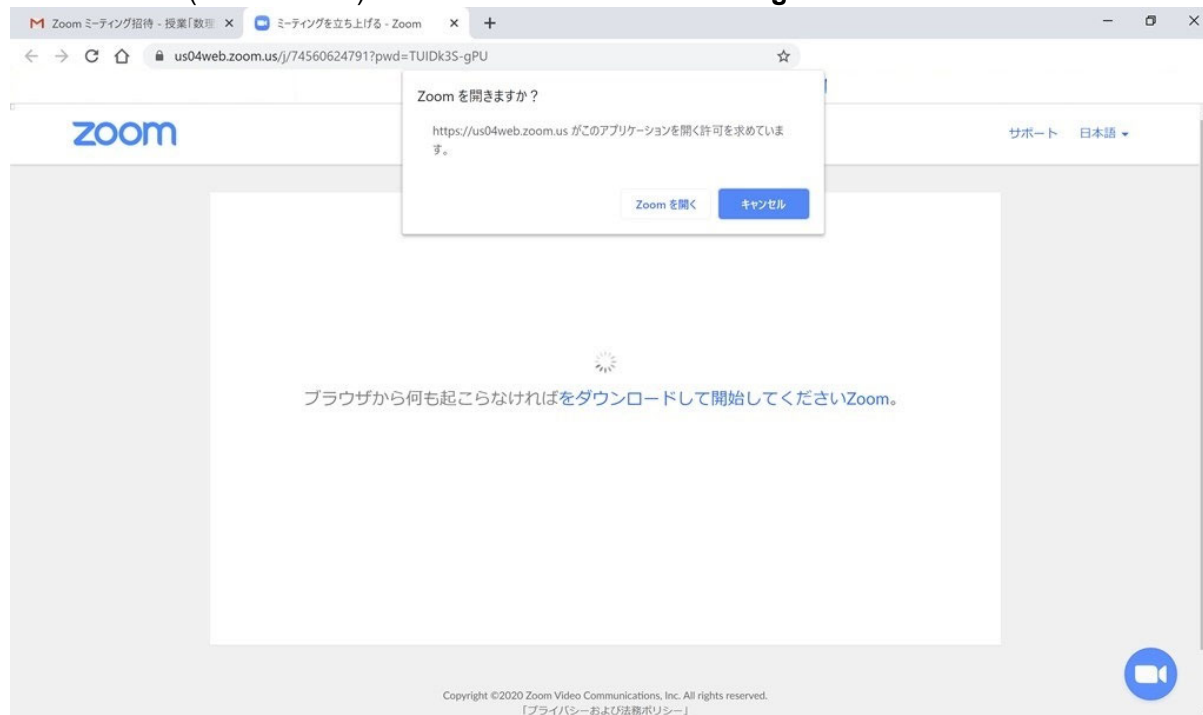 Zoom ミーティング招待 - 授業「数理
ミーティングを立ち上げる - Zoom
us04web.zoom.us/j/74560624791?pwd=TUlDk3S-gPU
Zoom を開きますか？
https://us04web.zoom.us がこのアプリケーションを開く許可を求めていま
す。
Zoom を開く キャンセル
zoom
サポート 日本語
ブラウザから何も起こらなければをダウンロードして開始してくださいZoom。
Copyright ©2020 Zoom Video Communications, Inc. All rights reserved.
「プライバシーおよび法務ポリシー」